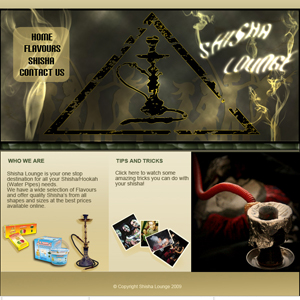 HOME
FLAVOURS
SHISHA
CONTACT US
SHISHA
LOUNGE
WHO WE ARE
Shisha Lounge is your one stop
destination for all your Shisha/Hookah
(Water Pipes) needs.
We have a wide selection of Flavours
and offer quality Shisha's from all
shapes and sizes at the best prices
available online.
TIPS AND TRICKS
Click here to watch some
amazing tricks you can do with
your shisha!
© Copyright Shisha Lounge 2009